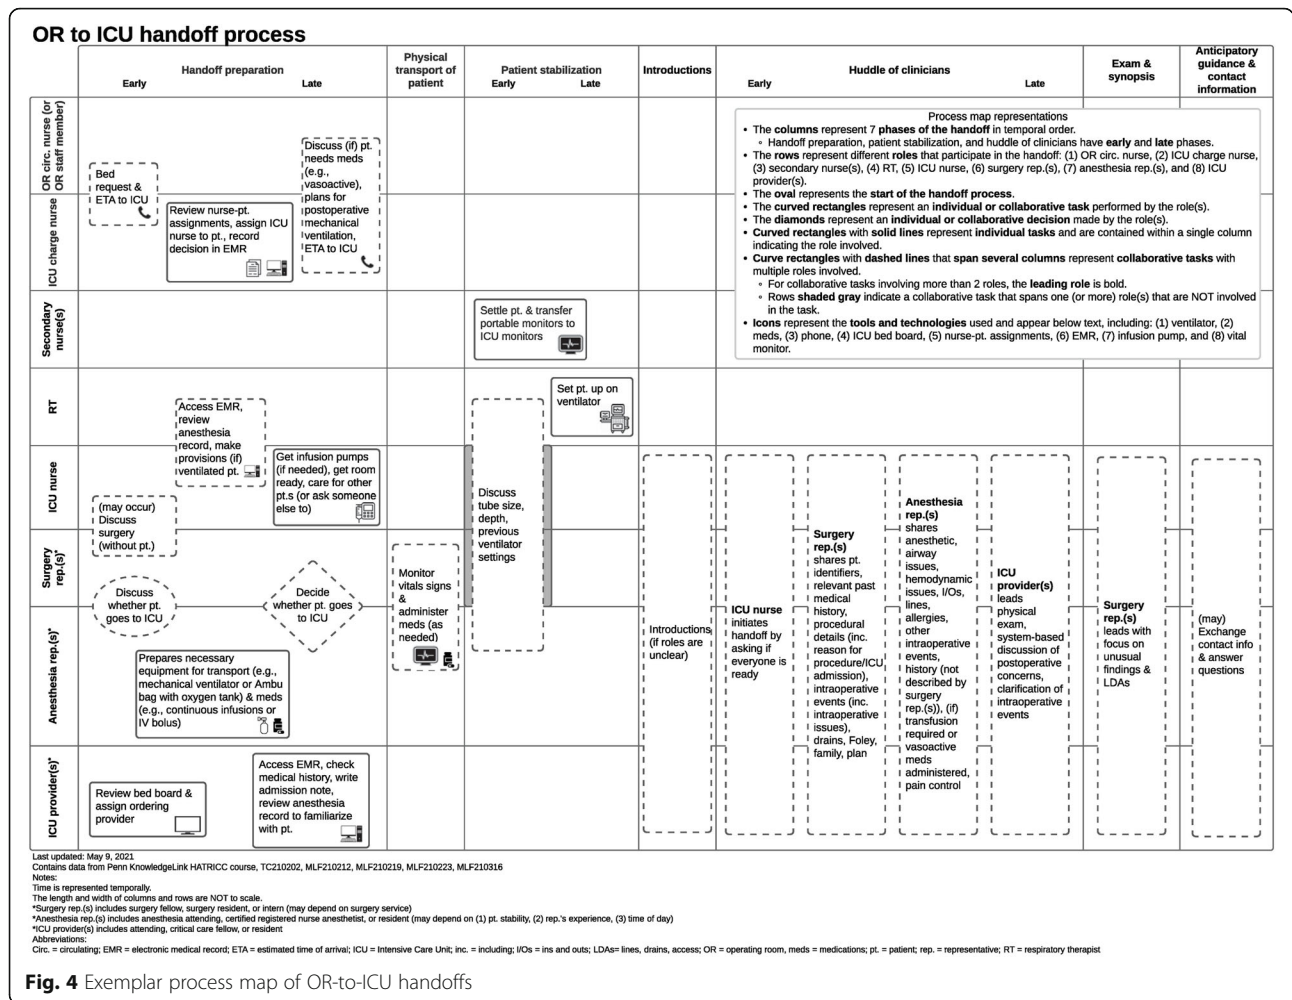 OR to ICU handoff process
Handoff preparation
Early
Late
Physical
transport of
patient
Patient stabilization
Early
Late
Introductions
Huddle of clinicians
Early
Late
Exam &
synopsis
Anticipatory
guidance &
contact
information
OR circ. nurse (or
OR staff member)
ICU charge nurse
Secondary
nurse(s)
RT
ICU nurse
Surgery
rep.(s)*
Anesthesia rep.(s)*
ICU provider(s)*
Bed
request &
ETA to ICU
Review nurse-pt.
assignments, assign ICU
nurse to pt., record
decision in EMR
Discuss (if) pt.
needs meds
(e.g.,
vasoactive),
plans for
postoperative
mechanical
ventilation,
ETA to ICU
Process map representations
• The columns represent 7 phases of the handoff in temporal order.
◦ Handoff preparation, patient stabilization, and huddle of clinicians have early and late phases.
• The rows represent different roles that participate in the handoff: (1) OR circ. nurse, (2) ICU charge nurse,
(3) secondary nurse(s), (4) RT, (5) ICU nurse, (6) surgery rep.(s), (7) anesthesia rep.(s), and (8) ICU
provider(s).
• The oval represents the start of the handoff process.
• The curved rectangles represent an individual or collaborative task performed by the role(s).
• The diamonds represent an individual or collaborative decision made by the role(s).
• Curved rectangles with solid lines represent individual tasks and are contained within a single column
indicating the role involved.
• Curve rectangles with dashed lines that span several columns represent collaborative tasks with
multiple roles involved.
◦ For collaborative tasks involving more than 2 roles, the leading role is bold.
◦ Rows shaded gray indicate a collaborative task that spans one (or more) role(s) that are NOT involved
in the task.
• Icons represent the tools and technologies used and appear below text, including: (1) ventilator, (2)
meds, (3) phone, (4) ICU bed board, (5) nurse-pt. assignments, (6) EMR, (7) infusion pump, and (8) vital
monitor.
Settle pt. & transfer
portable monitors to
ICU monitors
Set pt. up on
ventilator
Access EMR,
review
anesthesia
record, make
provisions (if)
ventilated pt.
Get infusion pumps
(if needed), get room
ready, care for other
pt.s (or ask someone
else to)
(may occur)
Discuss
surgery
(without pt.)
Discuss
whether pt.
goes to ICU
Decide
whether pt. goes
to ICU
Prepares necessary
equipment for transport (e.g.,
mechanical ventilator or Ambu
bag with oxygen tank) & meds
(e.g., continuous infusions or
IV bolus)
Review bed board &
assign ordering
provider
Access EMR, check
medical history, write
admission note,
review anesthesia
record to familiarize
with pt.
Monitor
vitals signs
&
administer
meds (as
needed)
Discuss
tube size,
depth,
previous
ventilator
settings
Introductions
(if roles are
unclear)
ICU nurse
initiates
handoff by
asking if
everyone is
ready
Surgery
rep.(s)
shares pt.
identifiers,
relevant past
medical
history,
procedural
details (inc.
reason for
procedure/ICU
admission),
intraoperative
events (inc.
intraoperative
issues),
drains, Foley,
family, plan
Anesthesia
rep.(s)
shares
anesthetic,
airway
issues,
hemodynamic
issues, I/Os,
lines,
allergies,
other
intraoperative
events,
history (not
described by
surgery
rep.(s)), (if)
transfusion
required or
vasoactive
meds
administered,
pain control
ICU
provider(s)
leads
physical
exam,
system-based
discussion of
postoperative
concerns,
clarification of
intraoperative
events
Surgery
rep.(s)
leads with
focus on
unusual
findings &
LDAs
(may)
Exchange
contact info
& answer
questions
Last updated: May 9, 2021
Contains data from Penn KnowledgeLink HATRICC course, TC210202, MLF210212, MLF210219, MLF210223, MLF210316
Notes:
Time is represented temporally.
The length and width of columns and rows are NOT to scale.
*Surgery rep.(s) includes surgery fellow, surgery resident, or intern (may depend on surgery service)
*Anesthesia rep.(s) includes anesthesia attending, certified registered nurse anesthetist, or resident (may depend on (1) pt. stability, (2) rep.'s experience, (3) time of day)
*ICU provider(s) includes attending, critical care fellow, or resident
Abbreviations:
Circ. = circulating; EMR = electronic medical record; ETA = estimated time of arrival; ICU = Intensive Care Unit; inc. = including; I/Os = ins and outs; LDAs= lines, drains, access; OR = operating room, meds = medications; pt. = patient; rep. = representative; RT = respiratory therapist
Fig. 4 Exemplar process map of OR-to-ICU handoffs